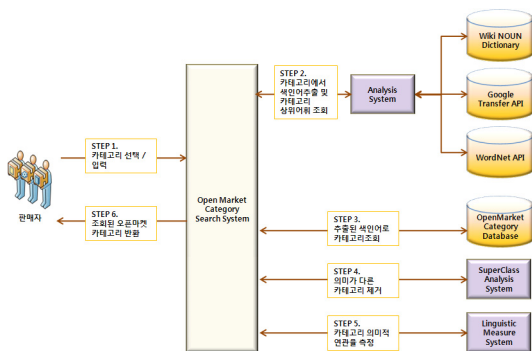 Wiki NOUN
Dictionary
STEP 2.
카테고리에서
색인어추출 및
카테고리
상위어휘 조회
Analysis
System
Google
Transfer API
STEP 1.
카테고리 선택 /
입력
WordNet API
판매자
Open Market
Category
Search System
STEP 6.
조회된 오픈마켓
카테고리 반환
STEP 3.
추출된 색인어로
카테고리조회
OpenMarket
Category
Database
STEP 4.
의미가 다른
카테고리 제거
SuperClass
Analysis
System
STEP 5.
카테고리 의미적
연관율 측정
Linguistic
Measure System